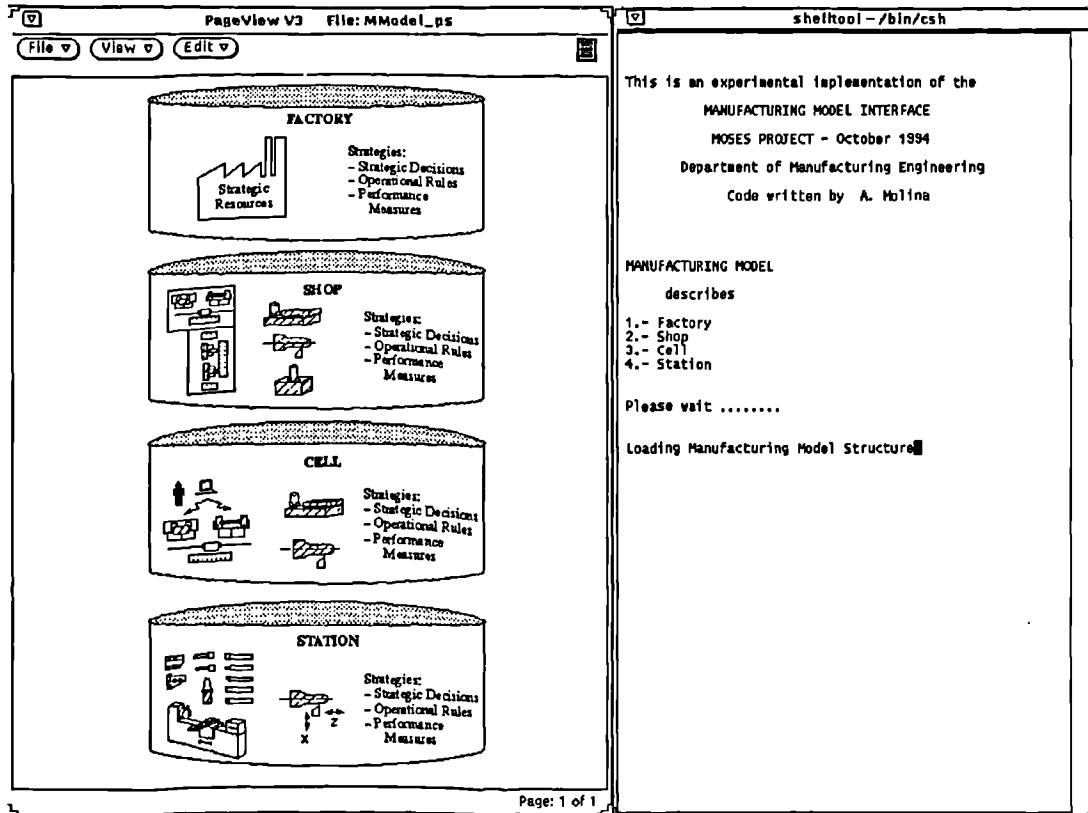 PageView V3 File: MModel_ps
File View Edit
FACTORY
Strategic
Resources
Strategies:
- Strategic Decisions
- Operational Rules
- Performance
Measures
SHOP
Strategies:
- Strategic Decisions
- Operational Rules
- Performance
Measures
CELL
Strategies:
- Strategic Decisions
- Operational Rules
- Performance
Measures
STATION
Z
X
Strategies:
- Strategic Decisions
- Operational Rules
- Performance
Measures
Page: 1 of 1
shelltool - /bin/csh
This is an experimental implementation of the
MANUFACTURING MODEL INTERFACE
MOSES PROJECT - October 1994
Department of Manufacturing Engineering
Code written by A. Molina
MANUFACTURING MODEL
describes
1.- Factory
2.- Shop
3.- Cell
4.- Station
Please wait ........
Loading Manufacturing Model Structure